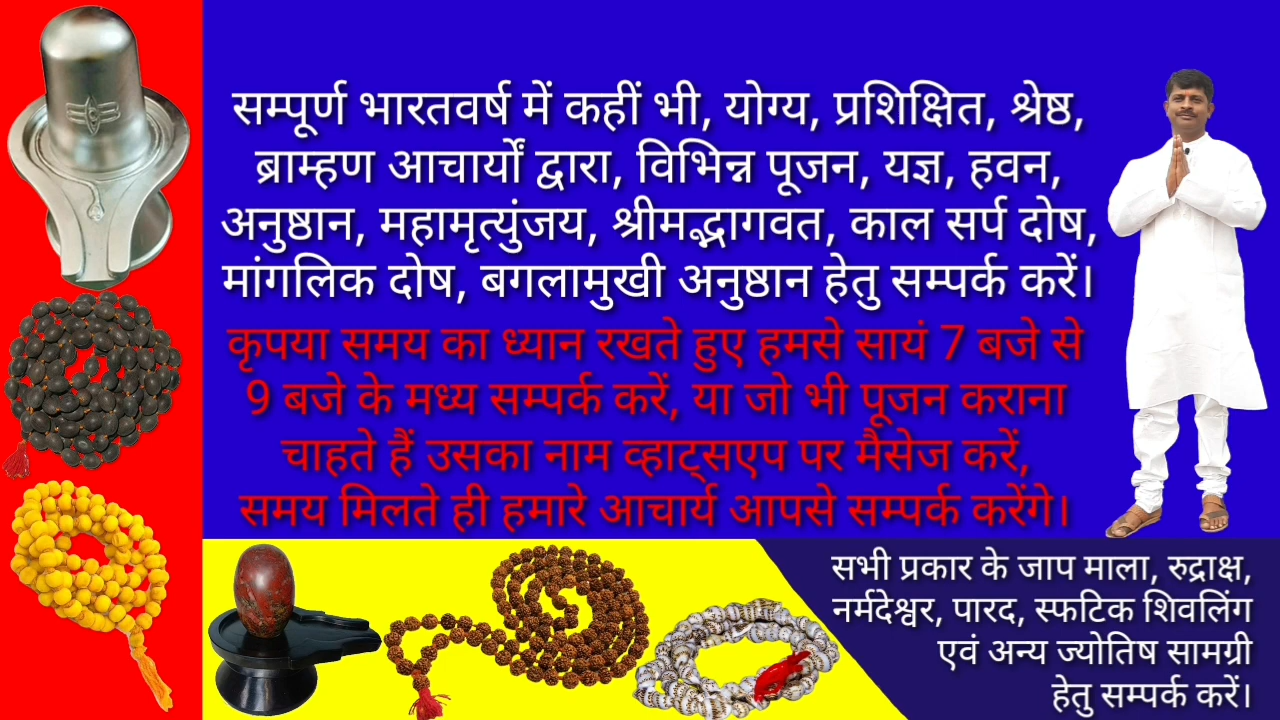 सम्पूर्ण भारतवर्ष में कहीं भी, योग्य, प्रशिक्षित, श्रेष्ठ,
ब्राम्हण आचार्यों द्वारा, विभिन्न पूजन, यज्ञ, हवन,
अनुष्ठान, महामृत्युंजय, श्रीमद्भागवत, काल सर्प दोष,
मांगलिक दोष, बगलामुखी अनुष्ठान हेतु सम्पर्क करें।
कृपया समय का ध्यान रखते हुए हमसे सायं 7 बजे से
9 बजे के मध्य सम्पर्क करें, या जो भी पूजन कराना
चाहते हैं उसका नाम व्हाट्सएप पर मैसेज करें,
समय मिलते ही हमारे आचार्य आपसे सम्पर्क करेंगे।
सभी प्रकार के जाप माला, रुद्राक्ष,
नर्मदेश्वर, पारद, स्फटिक शिवलिंग
एवं अन्य ज्योतिष सामग्री
हेतु सम्पर्क करें।